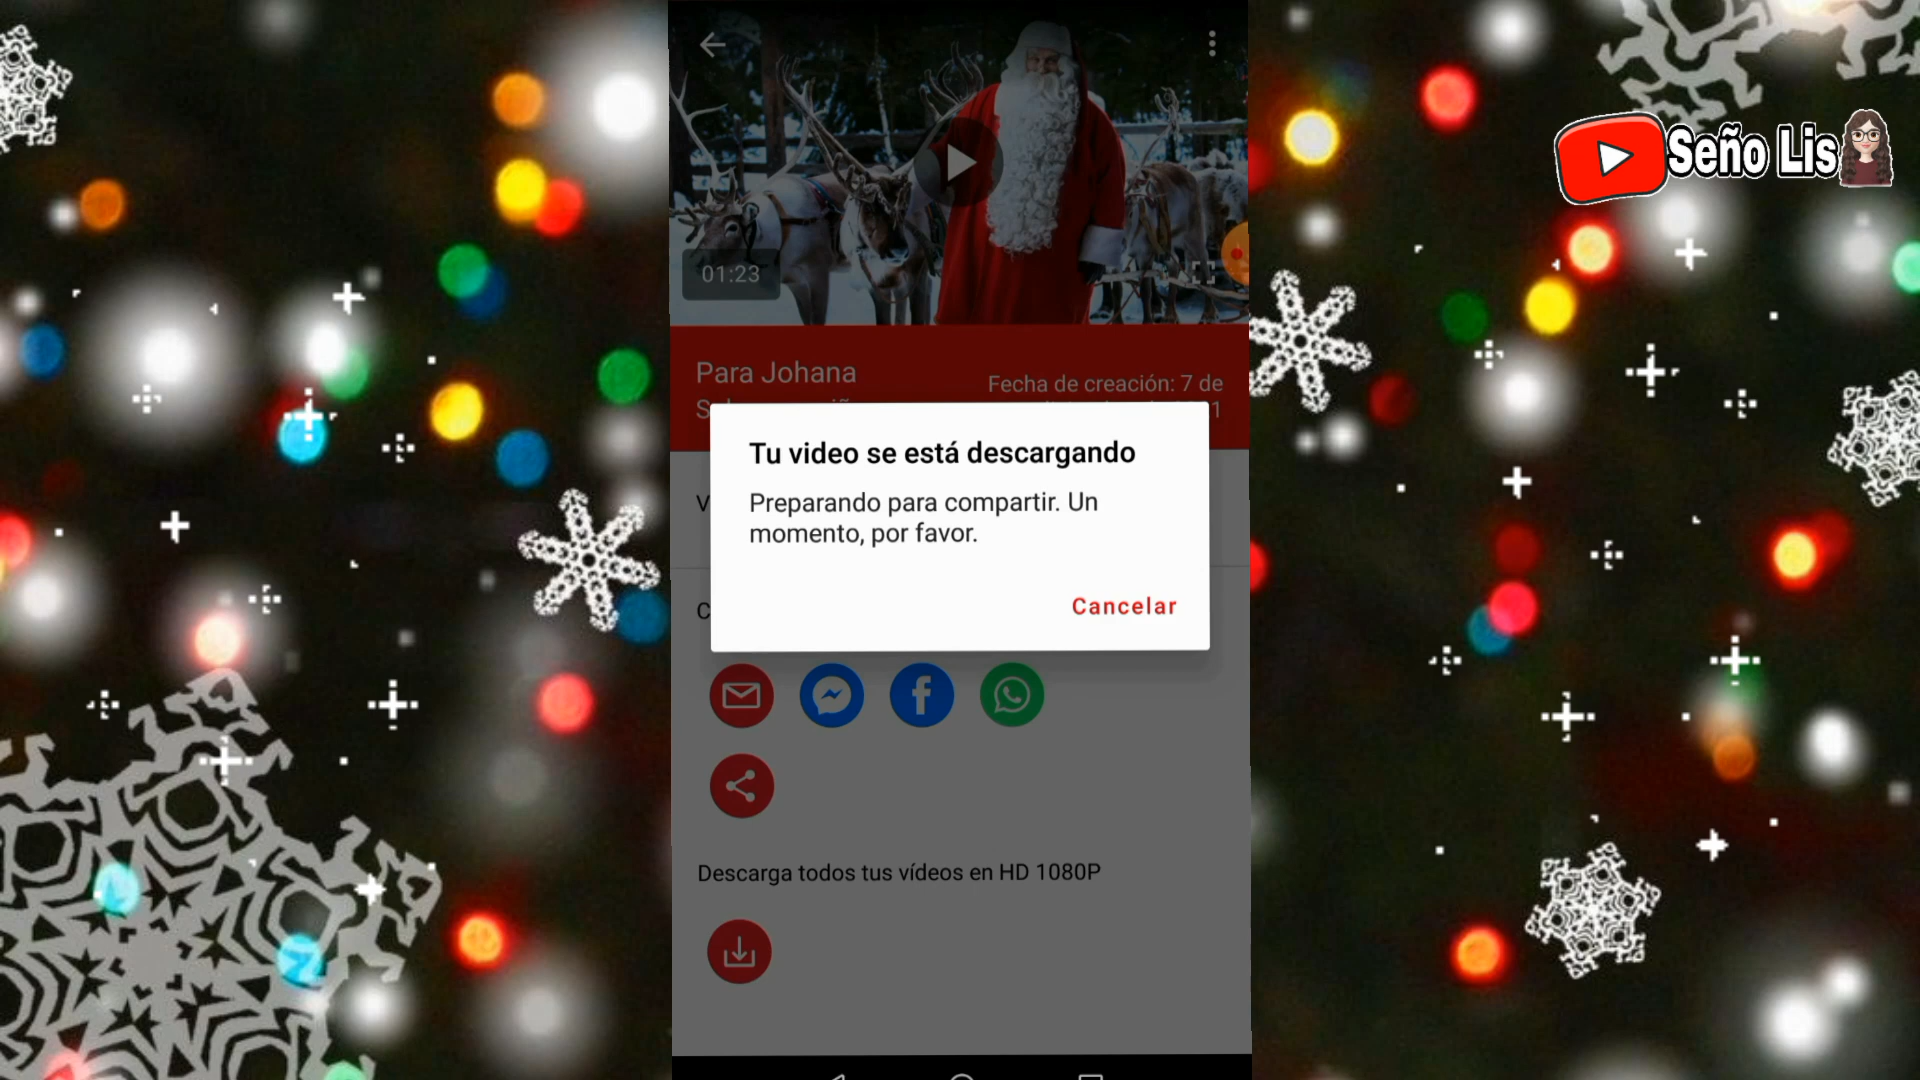 Seño Lis
01:23
Para Johana
Fecha de creación: 7 de
1
Tu video se está descargando
Preparando para compartir. Un
momento, por favor.
Cancelar
Descarga todos tus vídeos en HD 1080P